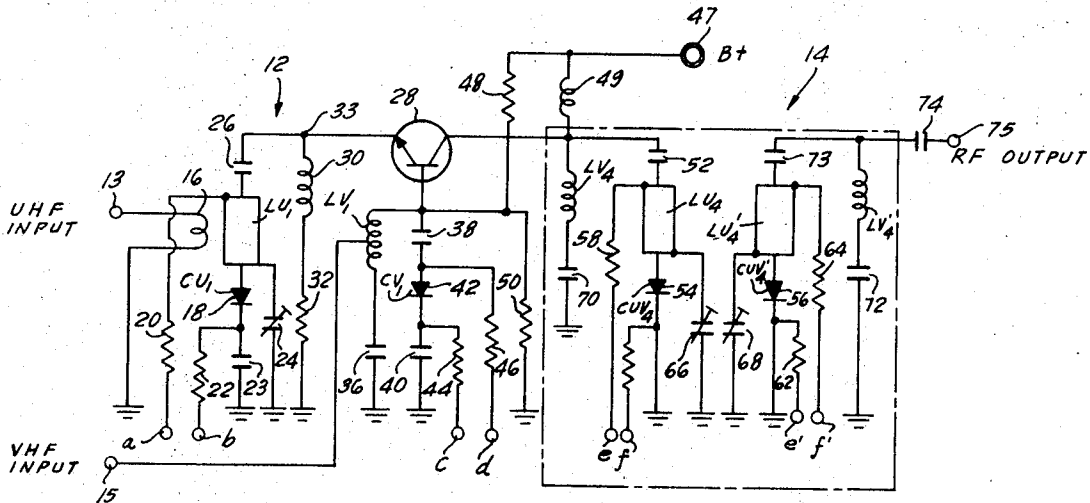 47
B+
12
14
48
49
28
33
74
75
RF OUTPUT
26
30
52
73
13
16
LV4
UHF INPUT
LU1
LV1
LU4
LU4'
LV4'
38
58
64
CU1
18
CV1
42
CUV4
54
CUV4'
56
70
72
20
32
50
24
23
22
36
40
44
46
66
68
62
a
b
c
d
e
f
e'
f'
VHF INPUT
15